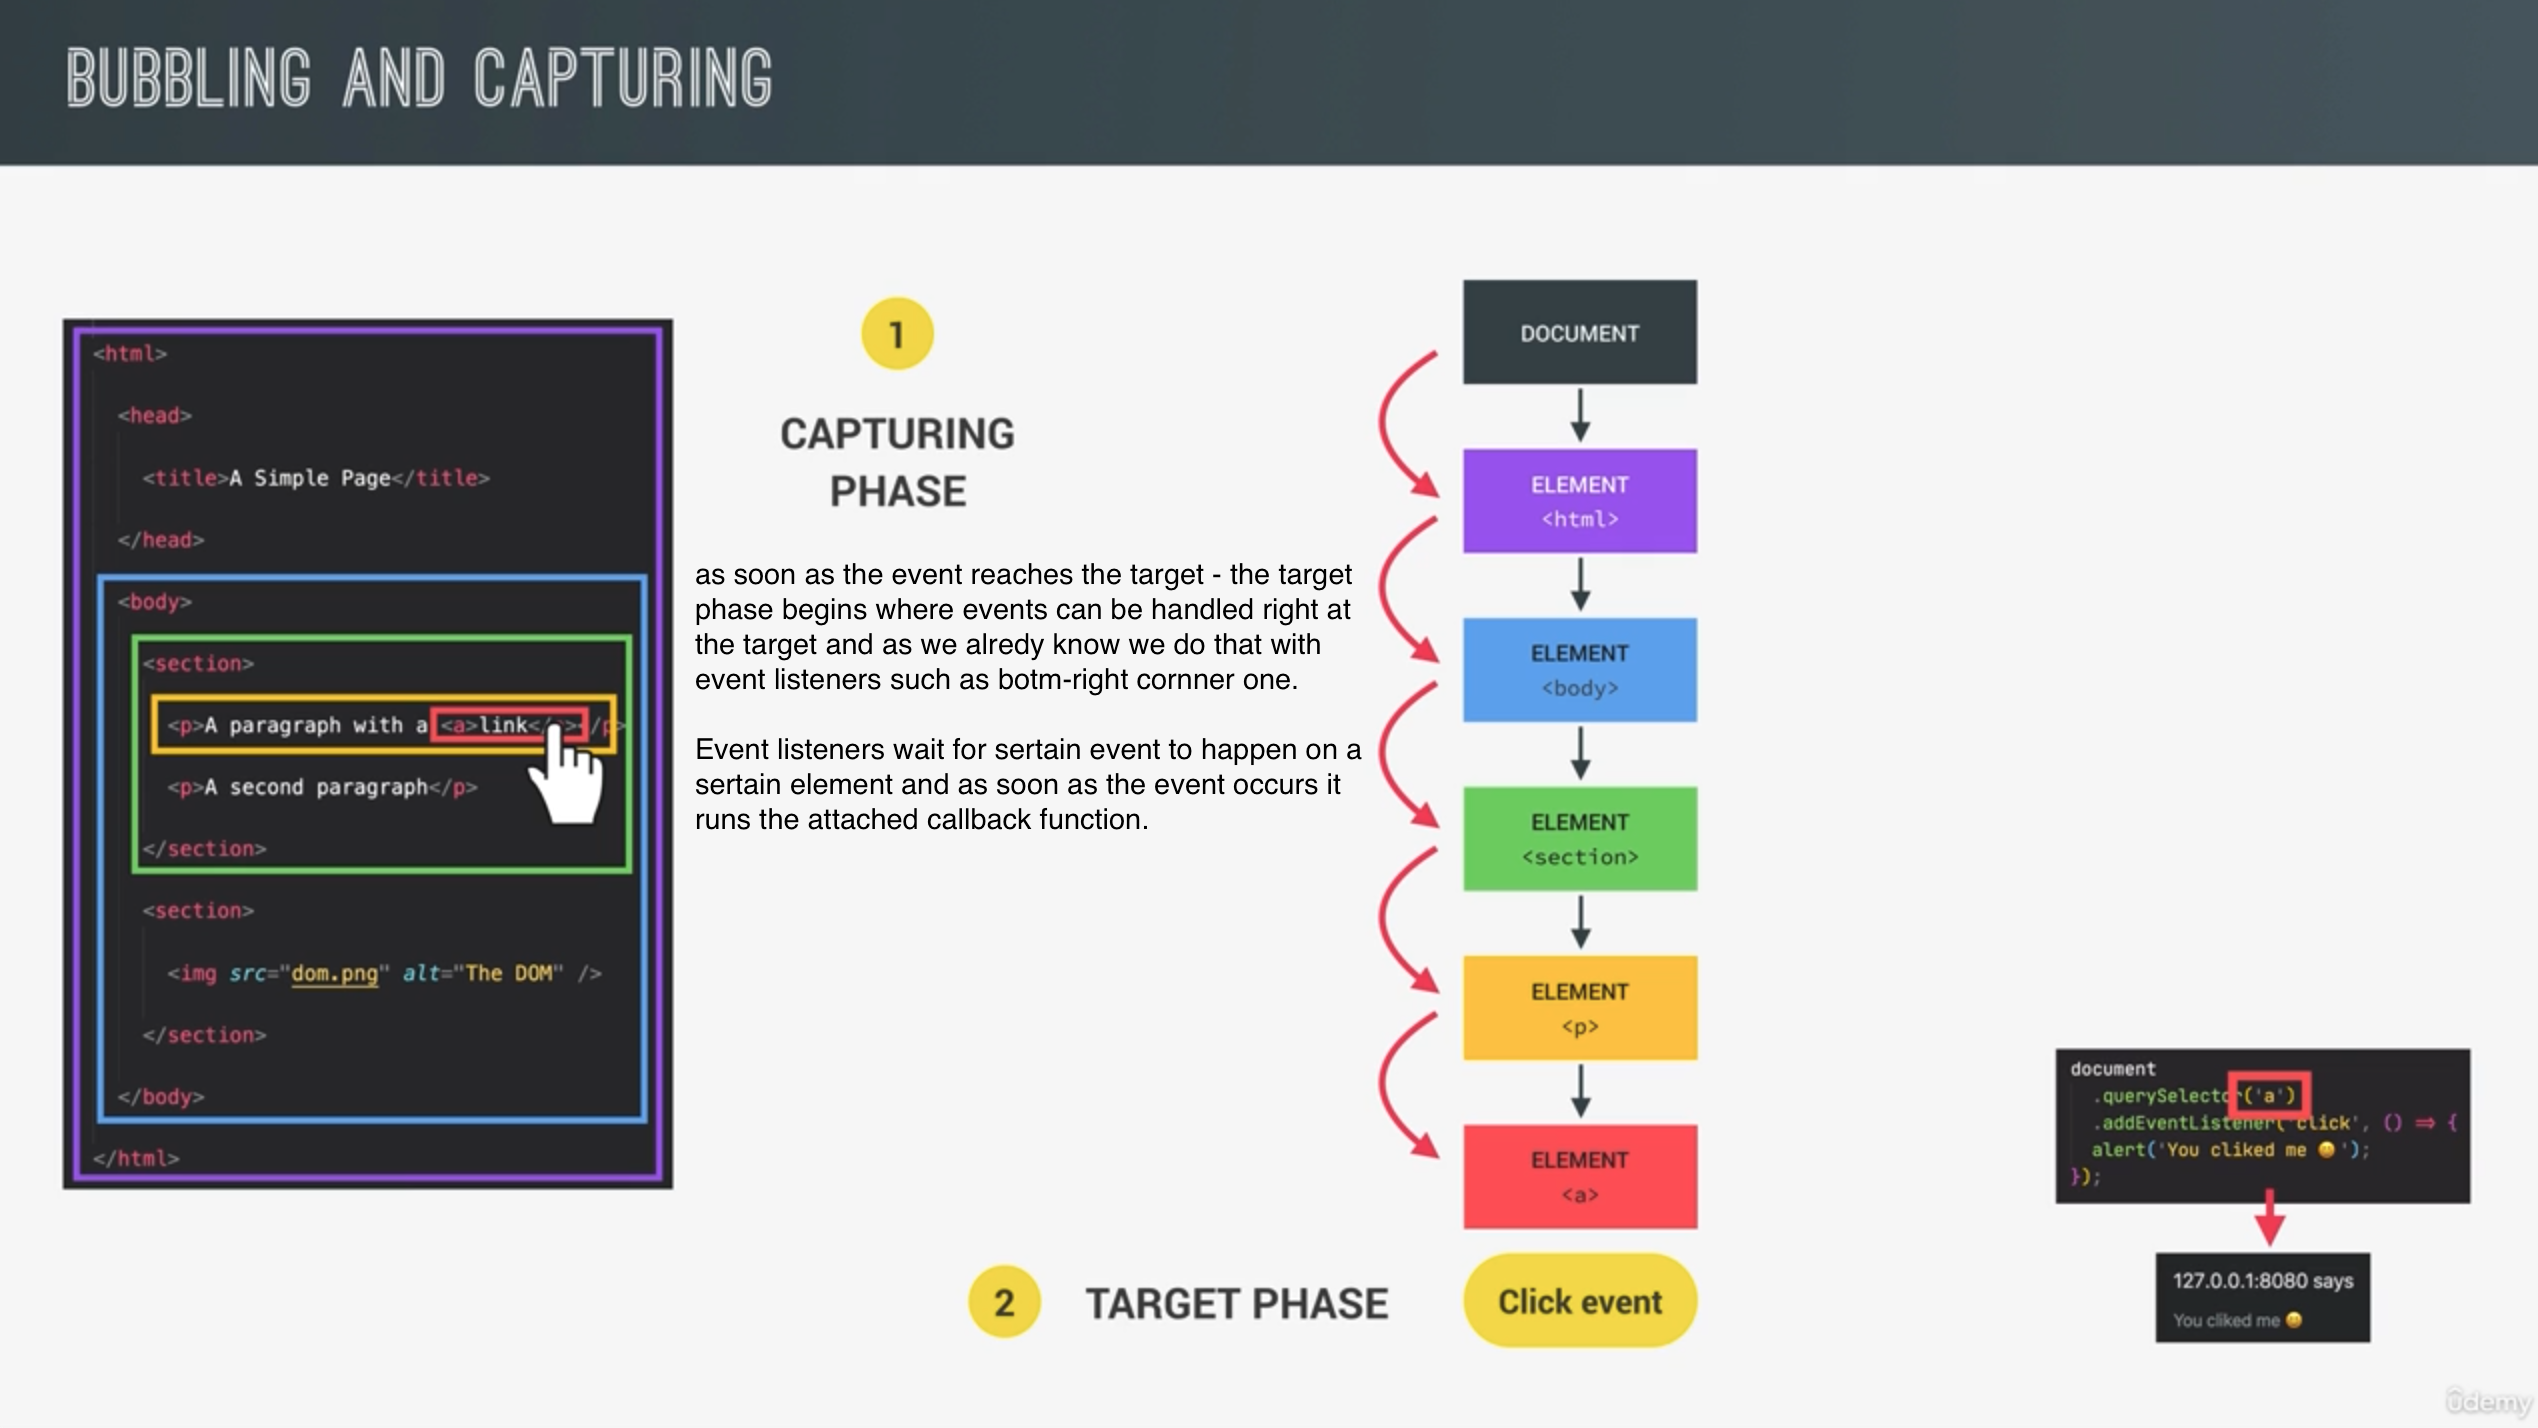 BUBBLING AND CAPTURING
<html>
<head>
<title>A Simple Page</title>
</head>
<body>
<section>
<p>A paragraph with a <a>link</a></p>
<p>A second paragraph</p>
</section>
<section>
<img src="dom.png" alt="The DOM" />
</section>
</body>
</html>
1
CAPTURING
PHASE
as soon as the event reaches the target - the target
phase begins where events can be handled right at
the target and as we alredy know we do that with
event listeners such as botm-right cornner one.
Event listeners wait for sertain event to happen on a
sertain element and as soon as the event occurs it
runs the attached callback function.
DOCUMENT
ELEMENT
<html>
ELEMENT
<body>
ELEMENT
<section>
ELEMENT
<p>
ELEMENT
<a>
2
TARGET PHASE
Click event
document
.querySelector('a')
.addEventListener('click', () => {
alert('You cliked me 😀');
});
127.0.0.1:8080 says
You cliked me 😀
ûdemy